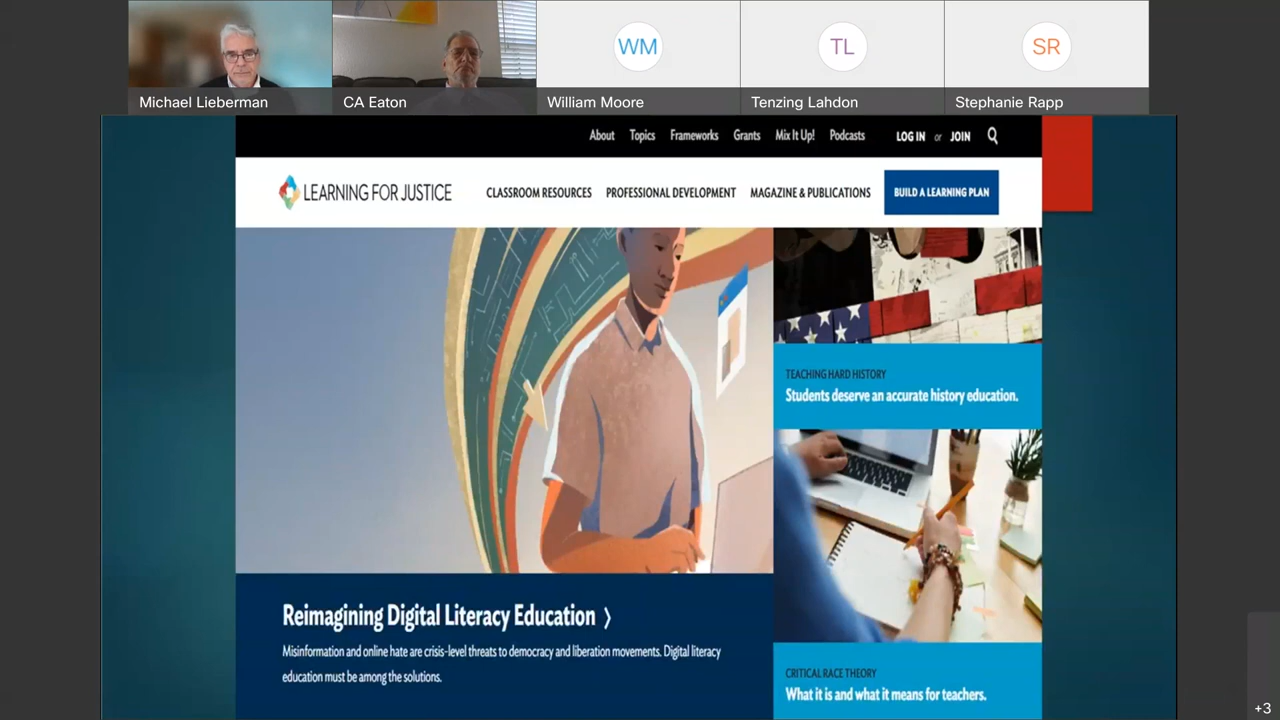 WM
TL
SR
Michael Lieberman
CA Eaton
William Moore
Tenzing Lahdon
Stephanie Rapp
About Topics Frameworks Grants Mix It Up! Podcasts LOG IN or JOIN
LEARNING FOR JUSTICE
CLASSROOM RESOURCES PROFESSIONAL DEVELOPMENT MAGAZINE & PUBLICATIONS BUILD A LEARNING PLAN
TEACHING HARD HISTORY
Students deserve an accurate history education.
Reimagining Digital Literacy Education
Misinformation and online hate are crisis-level threats to democracy and liberation movements. Digital literacy
education must be among the solutions.
CRITICAL RACE THEORY
What it is and what it means for teachers.
+3